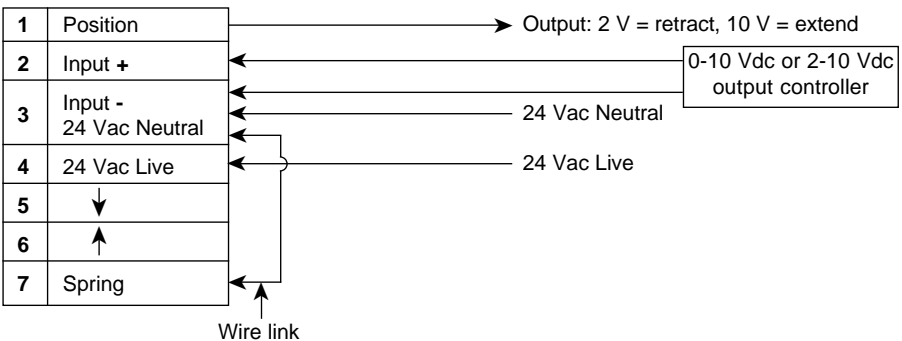 1 Position Output: 2 V = retract, 10 V = extend
2 Input + 0-10 Vdc or 2-10 Vdc
output controller
3 Input -
24 Vac Neutral 24 Vac Neutral
4 24 Vac Live 24 Vac Live
5
6
7 Spring
Wire link